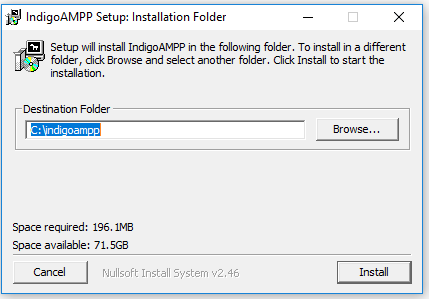 IndigoAMPP Setup: Installation Folder
Setup will install IndigoAMPP in the following folder. To install in a different
folder, click Browse and select another folder. Click Install to start the
installation.
Destination Folder
C:\indigoampp
Browse...
Space required: 196.1MB
Space available: 71.5GB
Cancel
Nullsoft Install System v2.46
Install